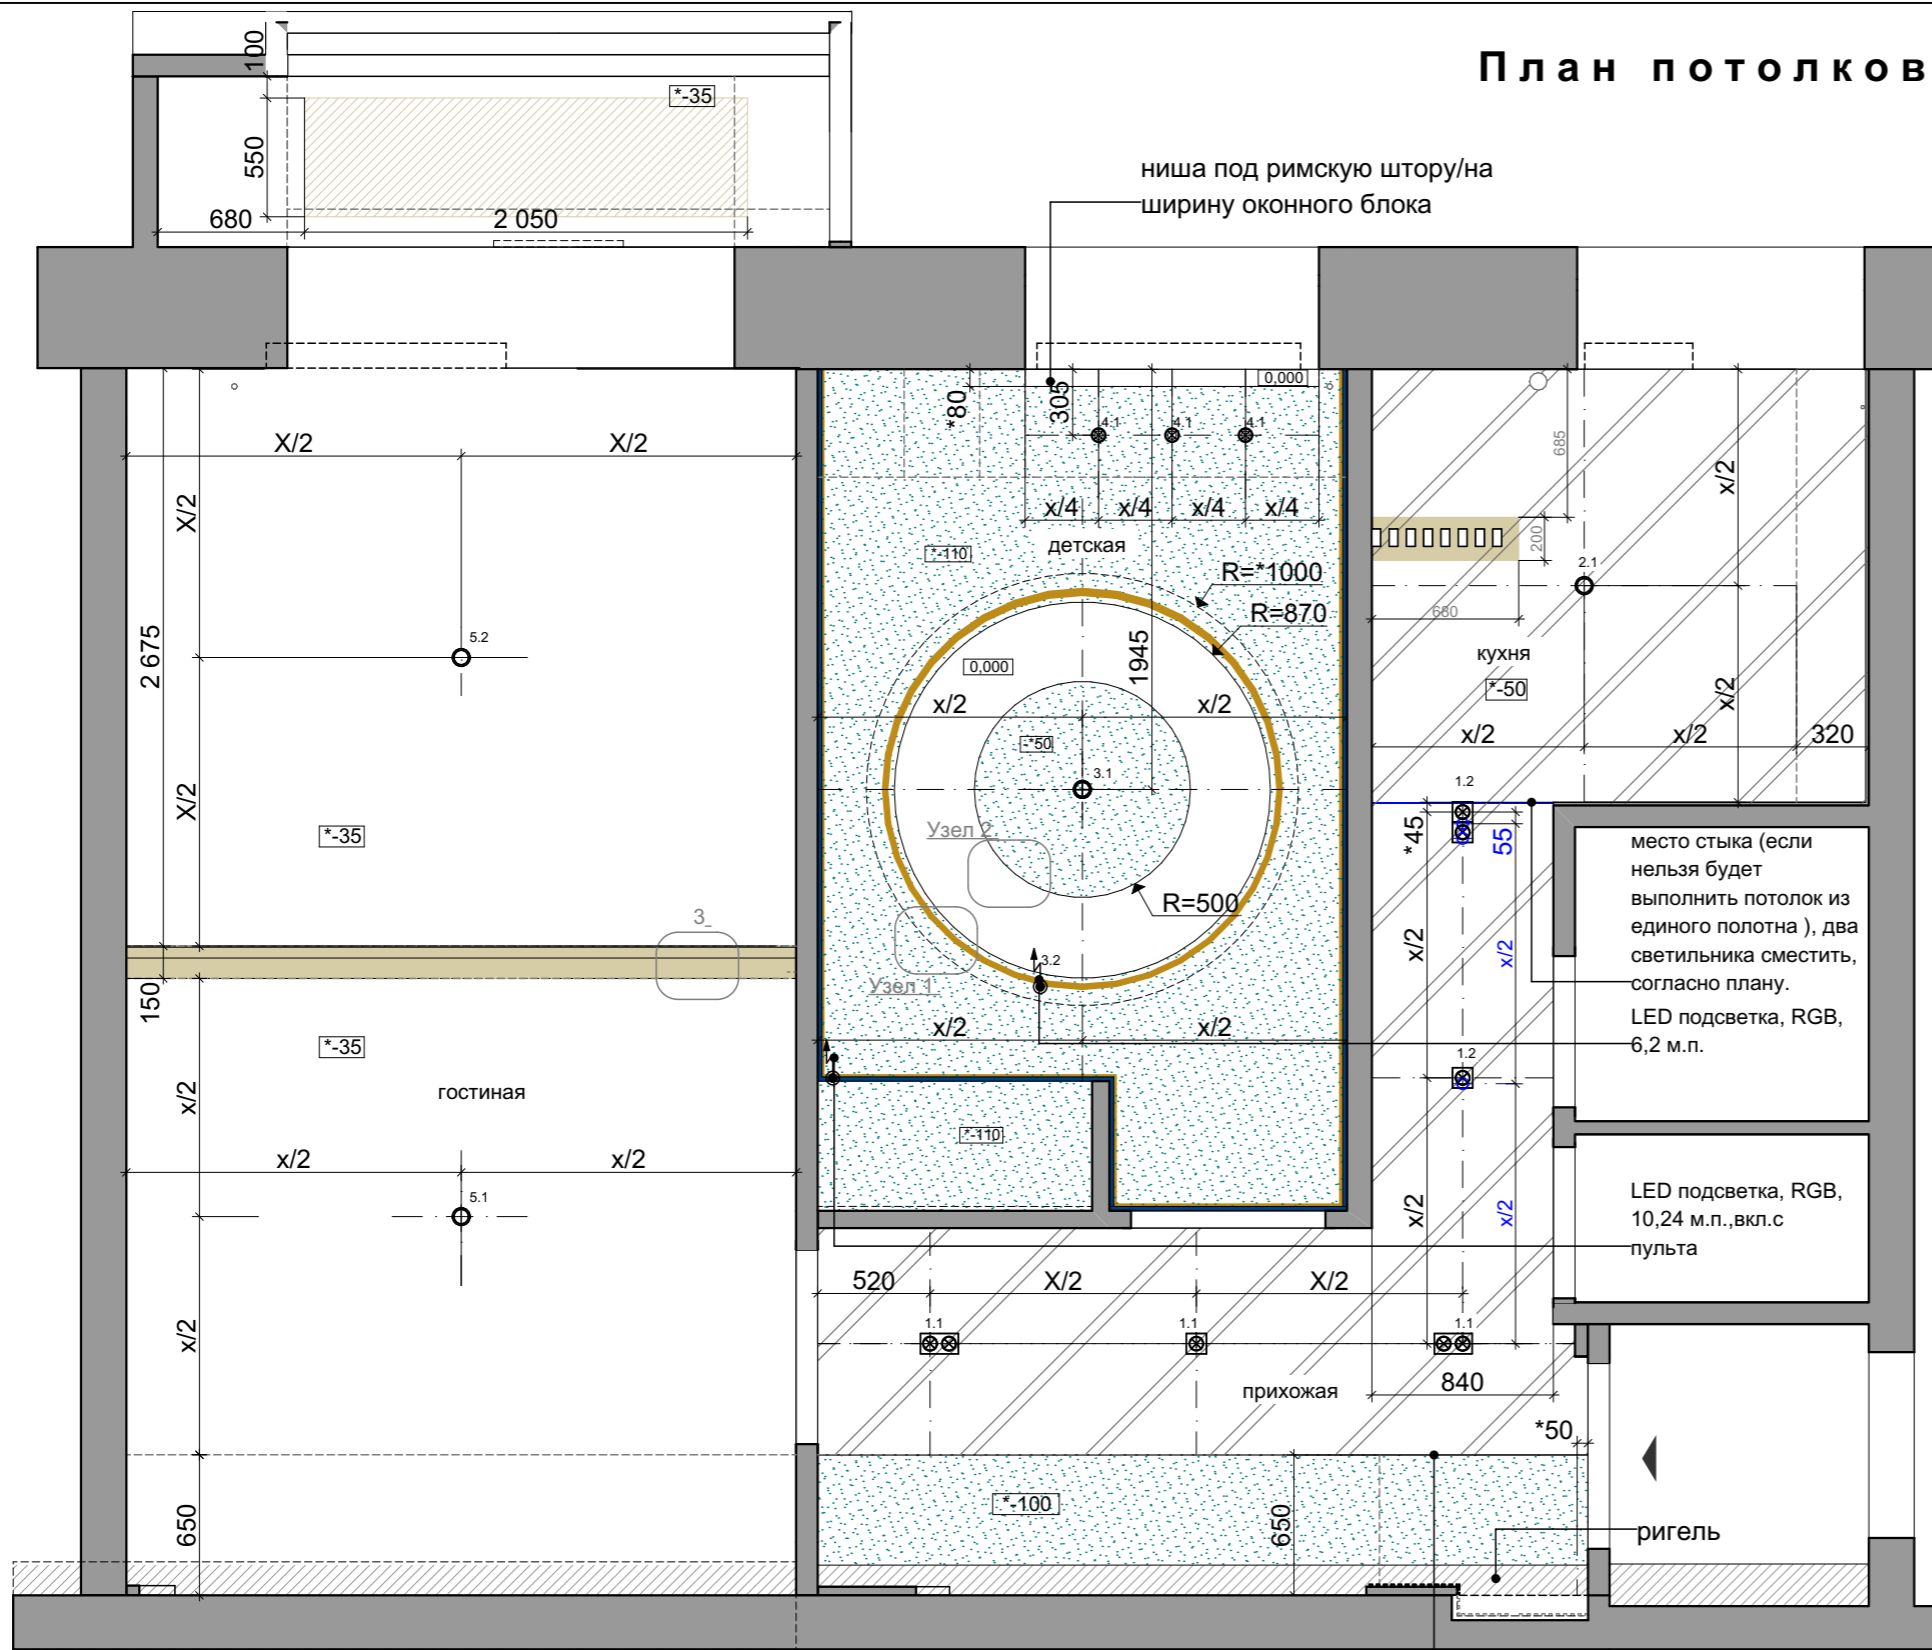 План потолков
100
*-35
550
680
2 050
ниша под римскую штору/на
ширину оконного блока
0,000
*80
305
4.1
4.1
4.1
X/2
X/2
x/4
x/4
x/4
x/4
X/2
x/2
685
200
680
2.1
*-110
детская
R=*1000
R=870
1945
0,000
2 675
5.2
кухня
*-50
x/2
x/2
x/2
x/2
x/2
320
-*50
3.1
X/2
*-35
Узел 2.
R=500
1.2
*45
55
место стыка (если
нельзя будет
выполнить потолок из
единого полотна ), два
светильника сместить,
согласно плану.
3_
3.2
Узел 1.
x/2
x/2
150
*-35
x/2
x/2
LED подсветка, RGB,
6,2 м.п.
1.2
гостиная
x/2
*-110
x/2
x/2
5.1
x/2
x/2
LED подсветка, RGB,
10,24 м.п.,вкл.с
пульта
520
X/2
X/2
1.1
1.1
1.1
x/2
840
прихожая
*50
*-100
650
650
ригель